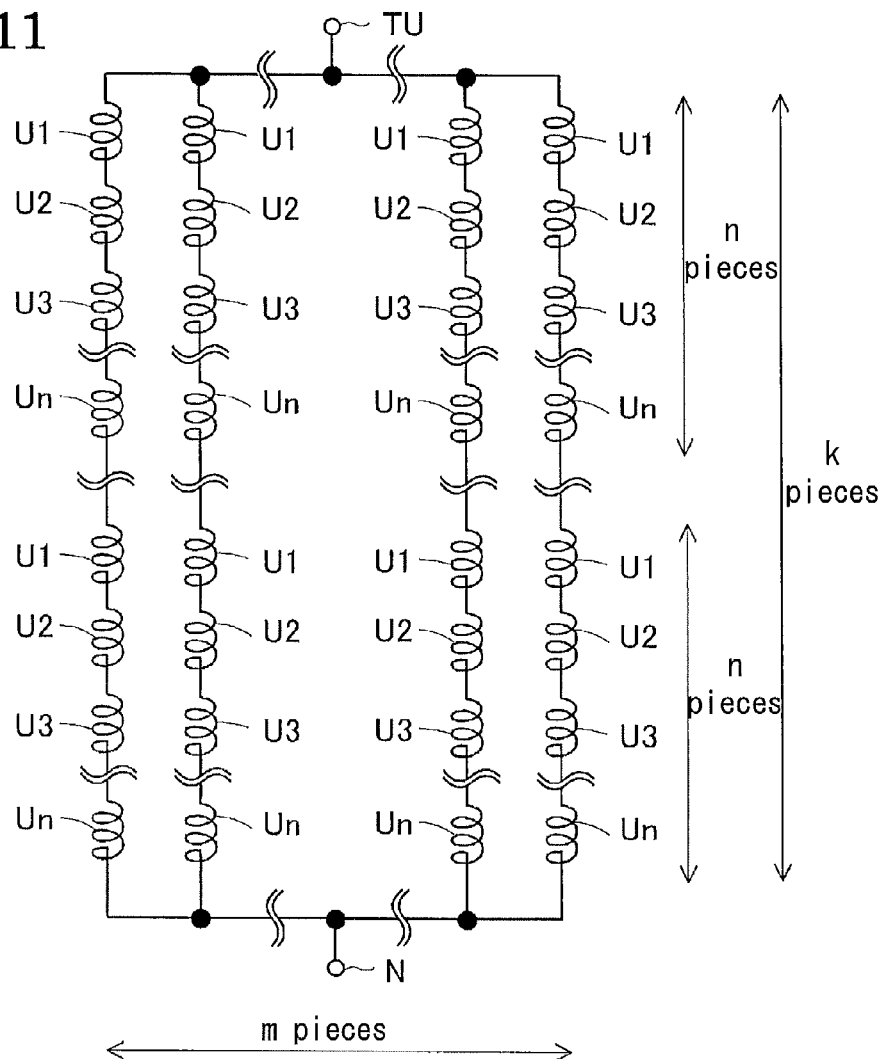 11
TU
U1 U1 U1 U1
U2 U2 U2 U2
n
pieces
U3 U3 U3 U3
Un Un Un Un
k
pieces
U1 U1 U1 U1
U2 U2 U2 U2
n
pieces
U3 U3 U3 U3
Un Un Un Un
N
m pieces